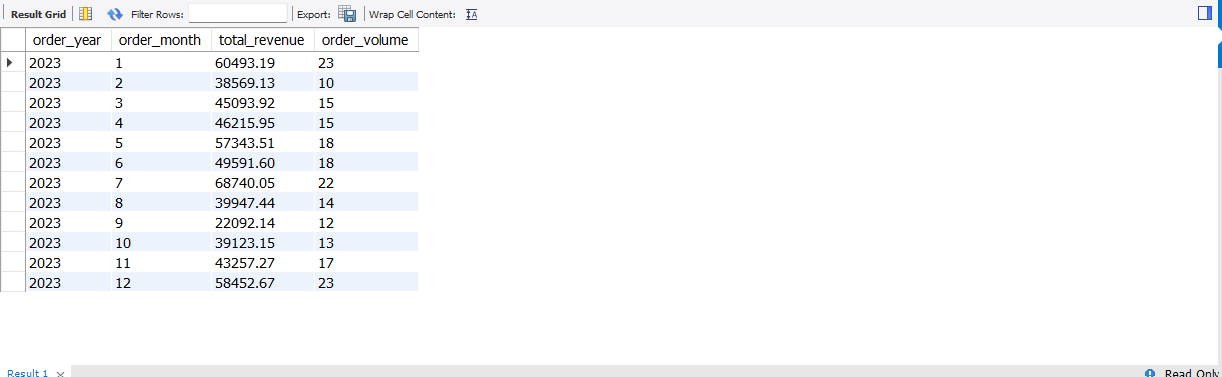 Result Grid Filter Rows: Export: Wrap Cell Content:
order_year order_month total_revenue order_volume
2023 1 60493.19 23
2023 2 38569.13 10
2023 3 45093.92 15
2023 4 46215.95 15
2023 5 57343.51 18
2023 6 49591.60 18
2023 7 68740.05 22
2023 8 39947.44 14
2023 9 22092.14 12
2023 10 39123.15 13
2023 11 43257.27 17
2023 12 58452.67 23
Result 1 Read Only